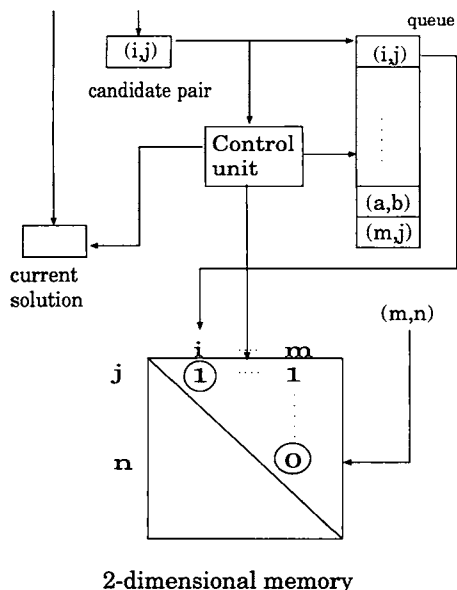 queue
(i,j)
(i,j)
candidate pair
Control
unit
(a,b)
(m,j)
current
solution
(m,n)
i ···· m
j 1 ···· 1
n 0
2-dimensional memory